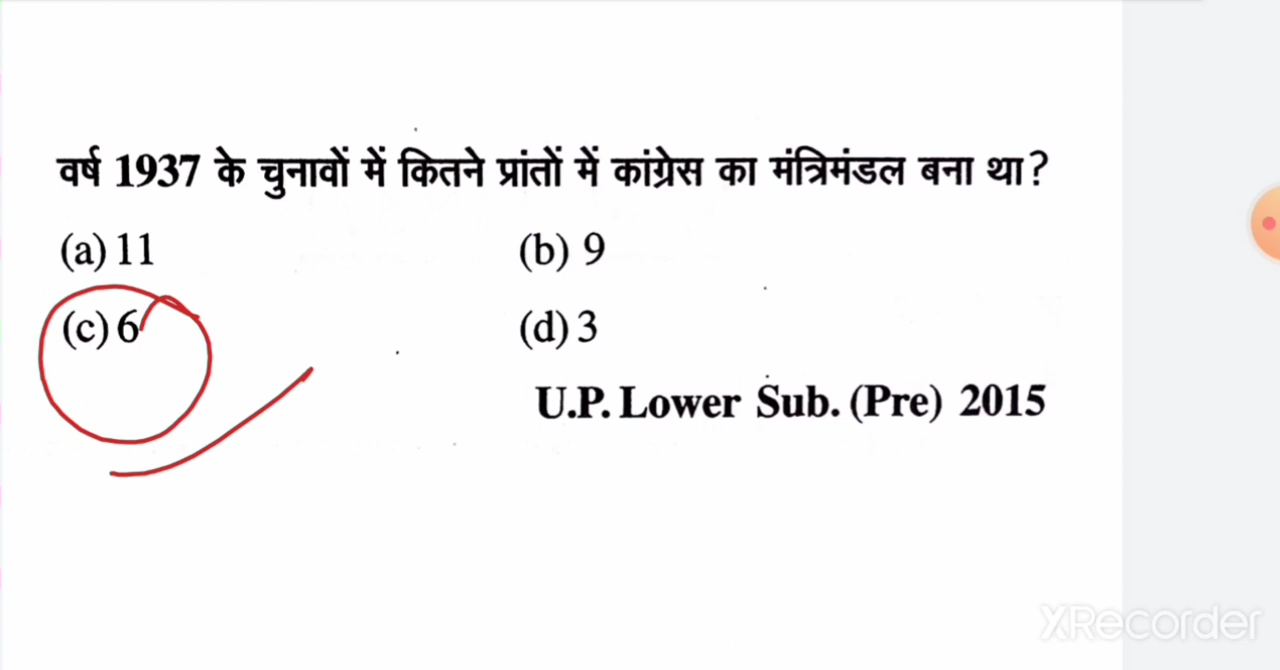 वर्ष 1937 के चुनावों में कितने प्रांतों में कांग्रेस का मंत्रिमंडल बना था?
(a) 11 (b) 9
(c) 6 (d) 3
U.P. Lower Sub. (Pre) 2015
XRecorder